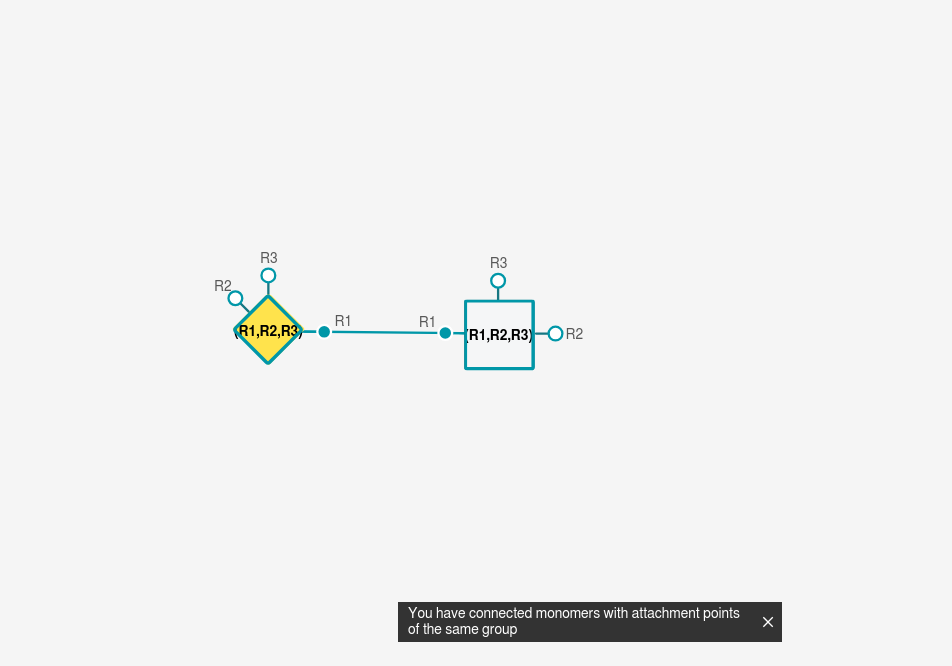 R3
R3
R2
R1
R1
(R1,R2,R3)
(R1,R2,R3)
R2
You have connected monomers with attachment points
of the same group